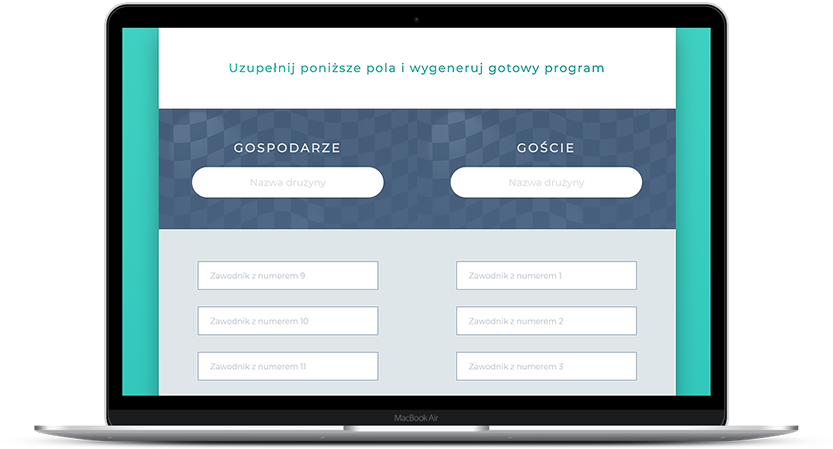 Uzupełnij poniższe pola i wygeneruj gotowy program
GOSPODARZE
GOŚCIE
Nazwa drużyny
Nazwa drużyny
Zawodnik z numerem 9
Zawodnik z numerem 1
Zawodnik z numerem 10
Zawodnik z numerem 2
Zawodnik z numerem 11
Zawodnik z numerem 3
MacBook Air